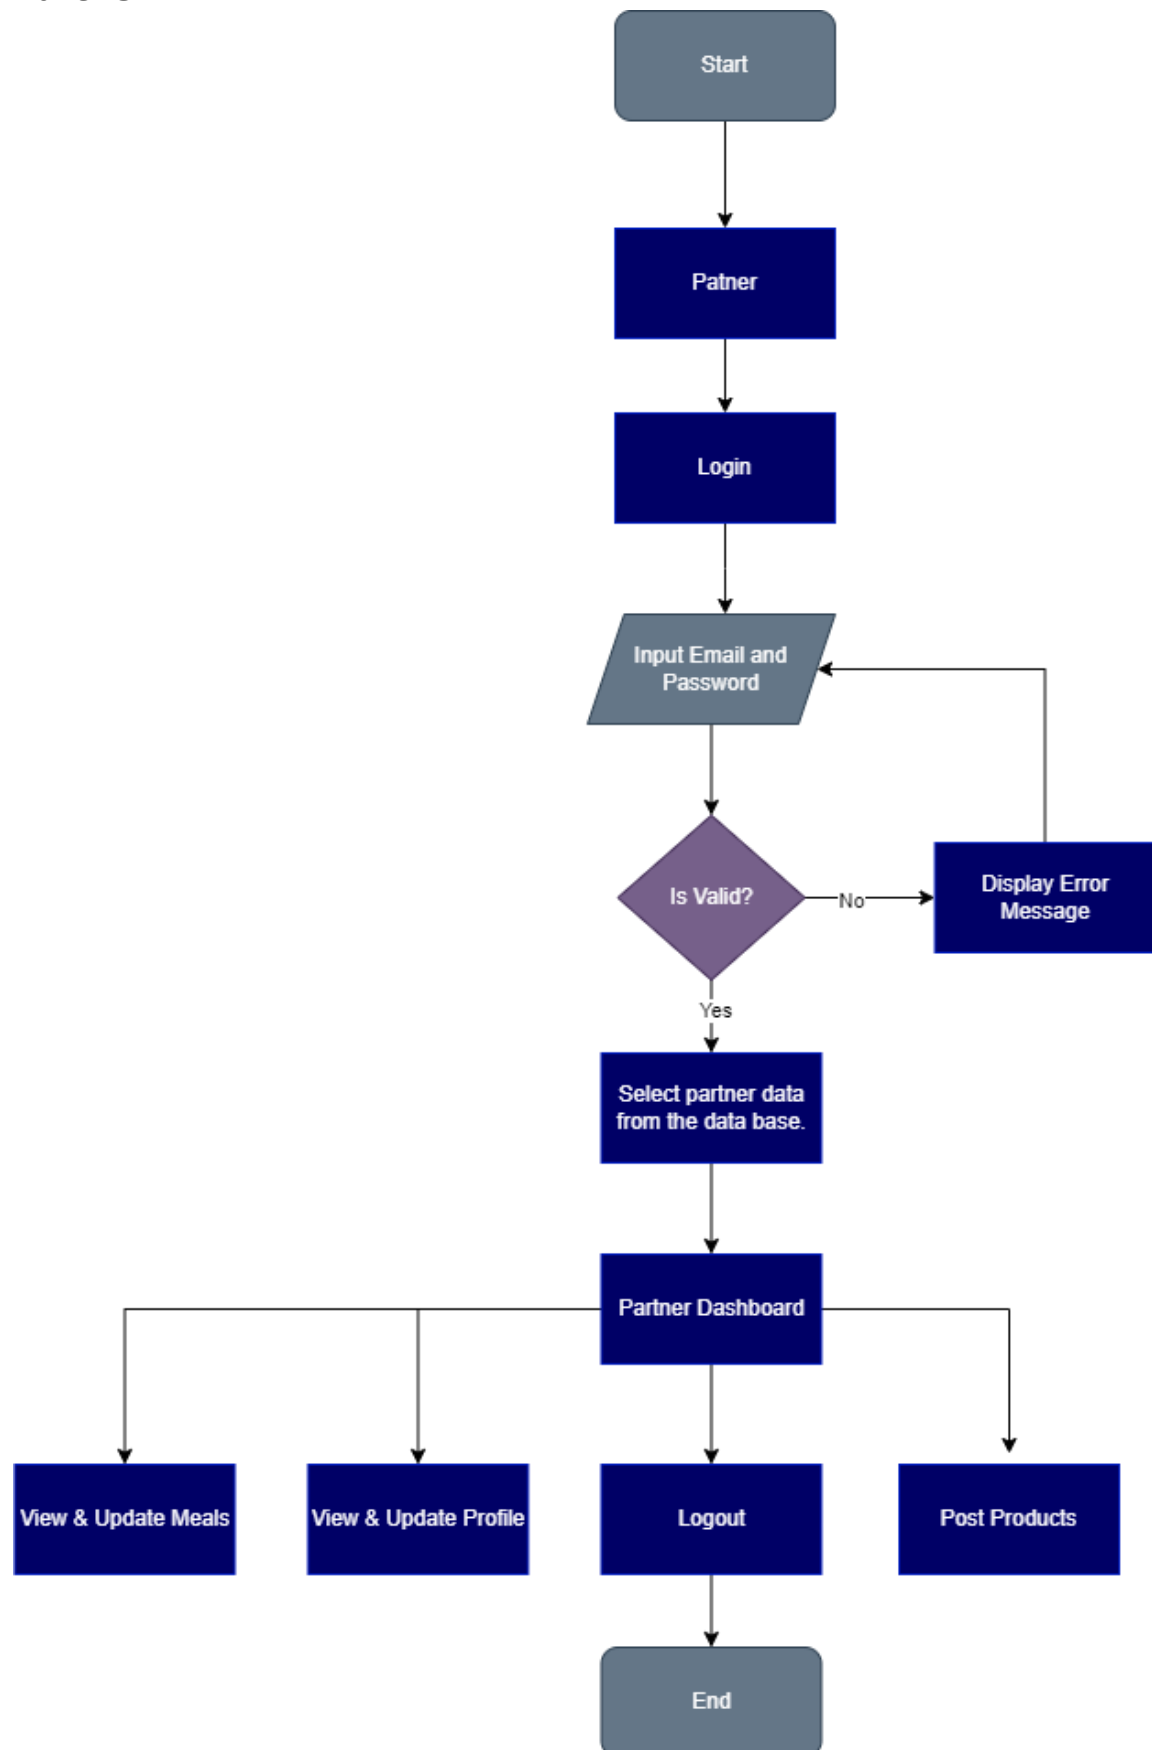 Start
Patner
Login
Input Email and
Password
Is Valid?
No
Display Error
Message
Yes
Select partner data
from the data base.
Partner Dashboard
View & Update Meals
View & Update Profile
Logout
Post Products
End